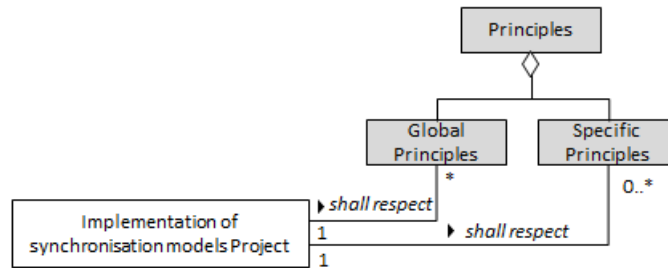 Principles
Global
Principles
Specific
Principles
*
0..*
shall respect
Implementation of
synchronisation models Project
1
shall respect
1